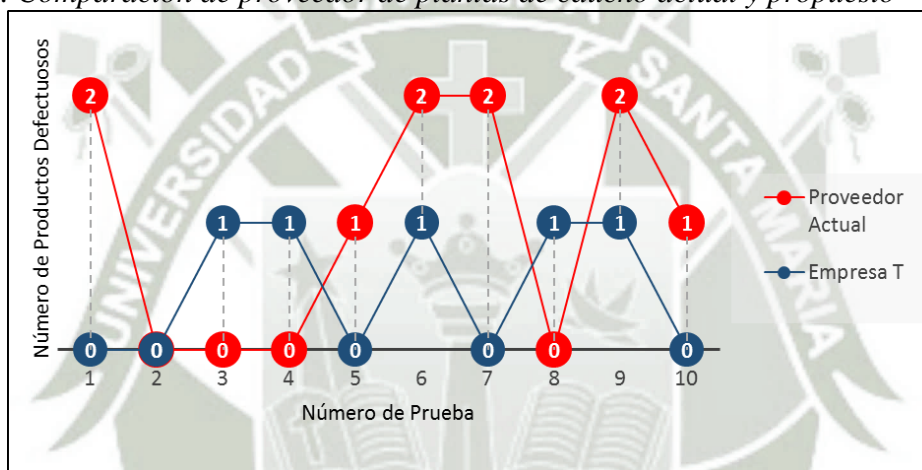 . Comparación de proveedor de plantas de caucho actual y propuesto
UNIVERSIDAD
SANTA MARIA
Número de Productos Defectuosos
2 2 2 2
1 1 1 1 1 1 1
0 0 0 0 0 0 0 0
1 2 3 4 5 6 7 8 9 10
Número de Prueba
Proveedor
Actual
Empresa T